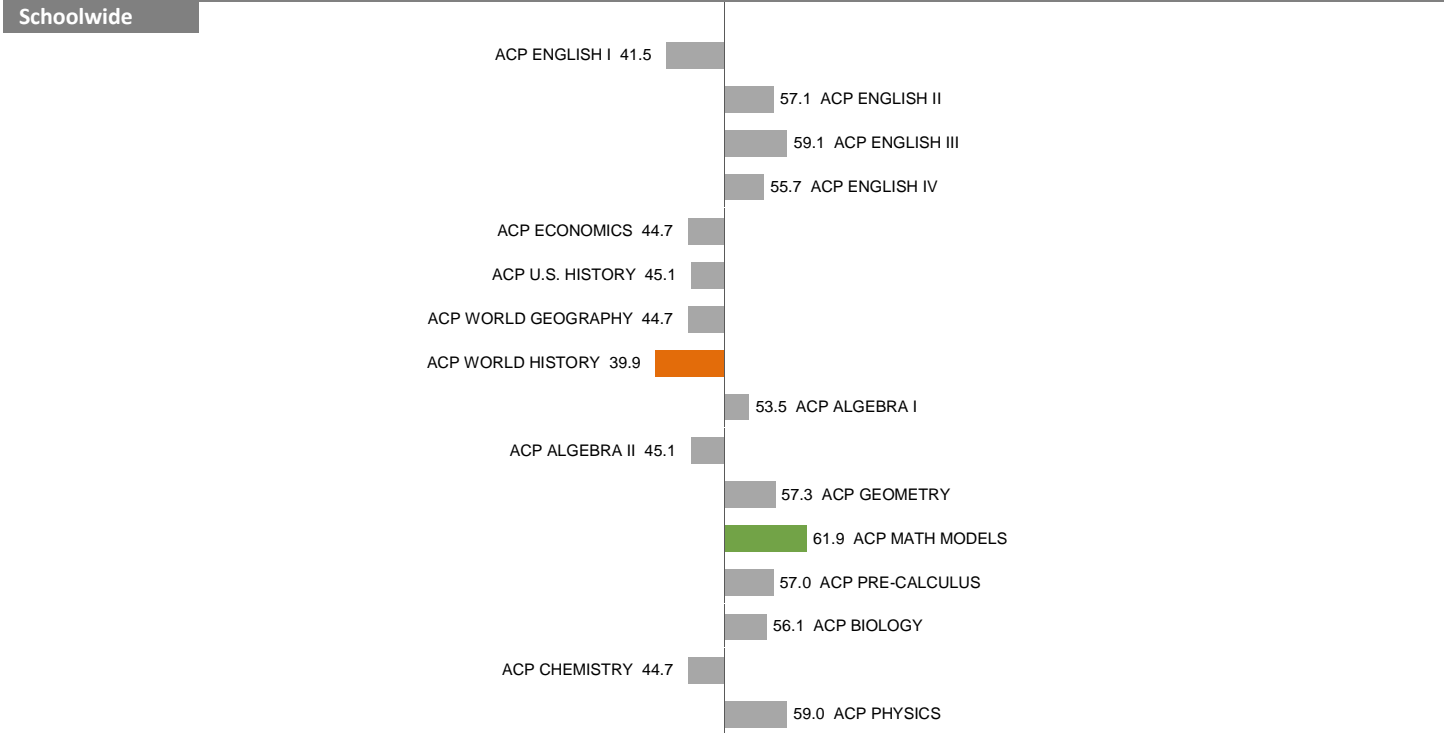 Schoolwide
ACP ENGLISH I 41.5
57.1 ACP ENGLISH II
59.1 ACP ENGLISH III
55.7 ACP ENGLISH IV
ACP ECONOMICS 44.7
ACP U.S. HISTORY 45.1
ACP WORLD GEOGRAPHY 44.7
ACP WORLD HISTORY 39.9
53.5 ACP ALGEBRA I
ACP ALGEBRA II 45.1
57.3 ACP GEOMETRY
61.9 ACP MATH MODELS
57.0 ACP PRE-CALCULUS
56.1 ACP BIOLOGY
ACP CHEMISTRY 44.7
59.0 ACP PHYSICS